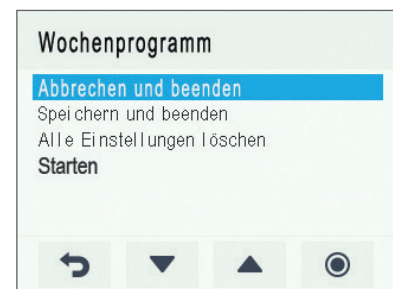 Wochenprogramm
Abbrechen und beenden
Speichern und beenden
Alle Einstellungen löschen
Starten